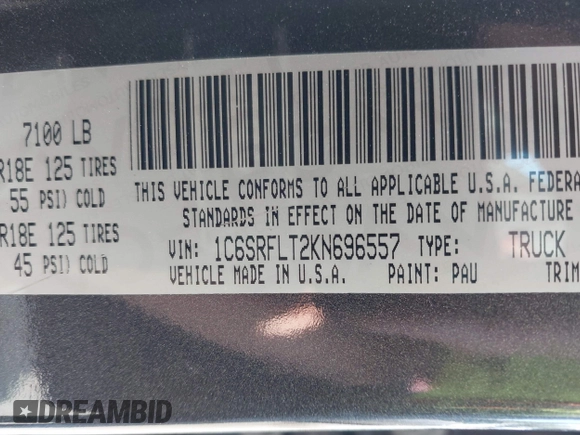 7100 LB
R18E 125 TIRES
55 PSI) COLD
R18E 125 TIRES
45 PSI) COLD
THIS VEHICLE CONFORMS TO ALL APPLICABLE U.S.A. FEDERA
STANDARDS IN EFFECT ON THE DATE OF MANUFACTURE
VIN: 1C6SRFLT2KN696557 TYPE: TRUCK
VEHICLE MADE IN U.S.A. PAINT: PAU TRIM
DREAMBID